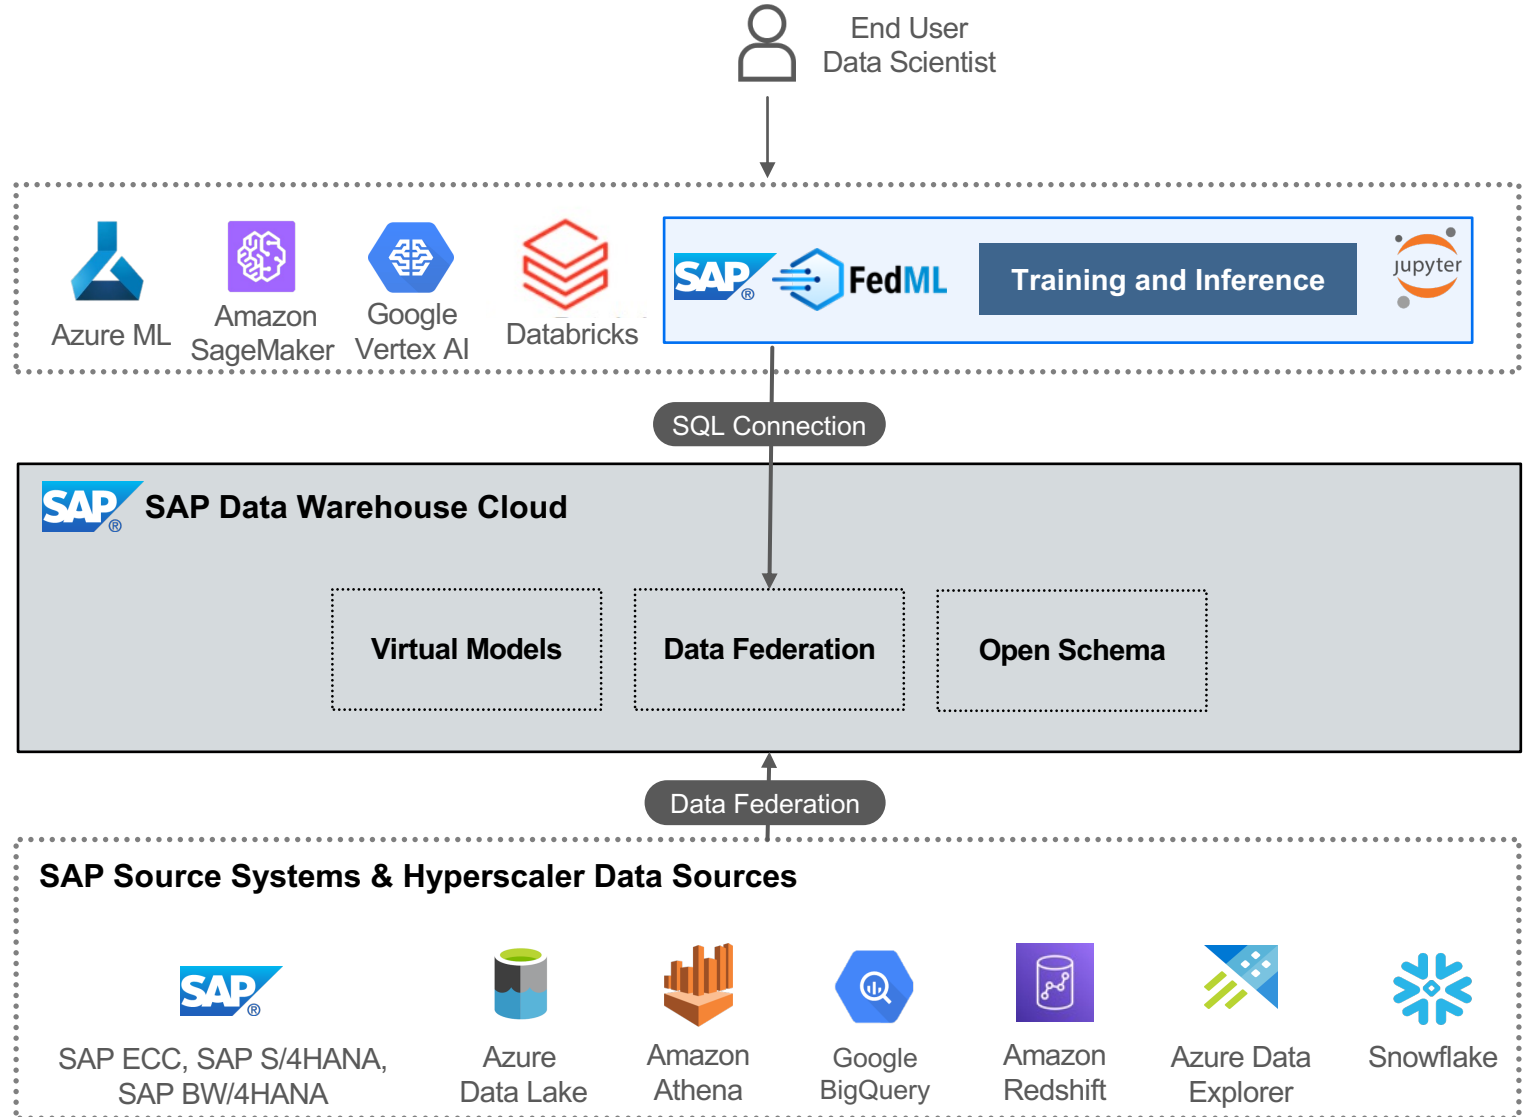 End User
Data Scientist
Azure ML
Amazon
SageMaker
Google
Vertex AI
Databricks
SAP®
FedML
Training and Inference
jupyter
SQL Connection
SAP®
SAP Data Warehouse Cloud
Virtual Models
Data Federation
Open Schema
Data Federation
SAP Source Systems & Hyperscaler Data Sources
SAP®
SAP ECC, SAP S/4HANA,
SAP BW/4HANA
Azure
Data Lake
Amazon
Athena
Google
BigQuery
Amazon
Redshift
Azure Data
Explorer
Snowflake